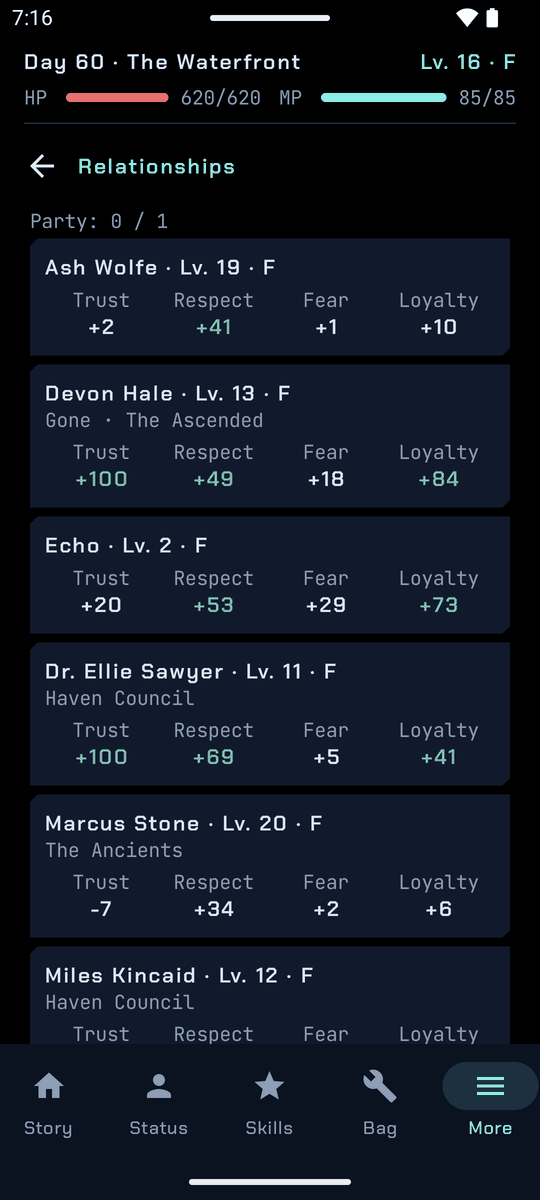 7:16
Day 60 · The Waterfront Lv. 16 · F
HP 620/620 MP 85/85
Relationships
Party: 0 / 1
Ash Wolfe · Lv. 19 · F
Trust Respect Fear Loyalty
+2 +41 +1 +10
Devon Hale · Lv. 13 · F
Gone · The Ascended
Trust Respect Fear Loyalty
+100 +49 +18 +84
Echo · Lv. 2 · F
Trust Respect Fear Loyalty
+20 +53 +29 +73
Dr. Ellie Sawyer · Lv. 11 · F
Haven Council
Trust Respect Fear Loyalty
+100 +69 +5 +41
Marcus Stone · Lv. 20 · F
The Ancients
Trust Respect Fear Loyalty
-7 +34 +2 +6
Miles Kincaid · Lv. 12 · F
Haven Council
Trust Respect Fear Loyalty
Story Status Skills Bag More